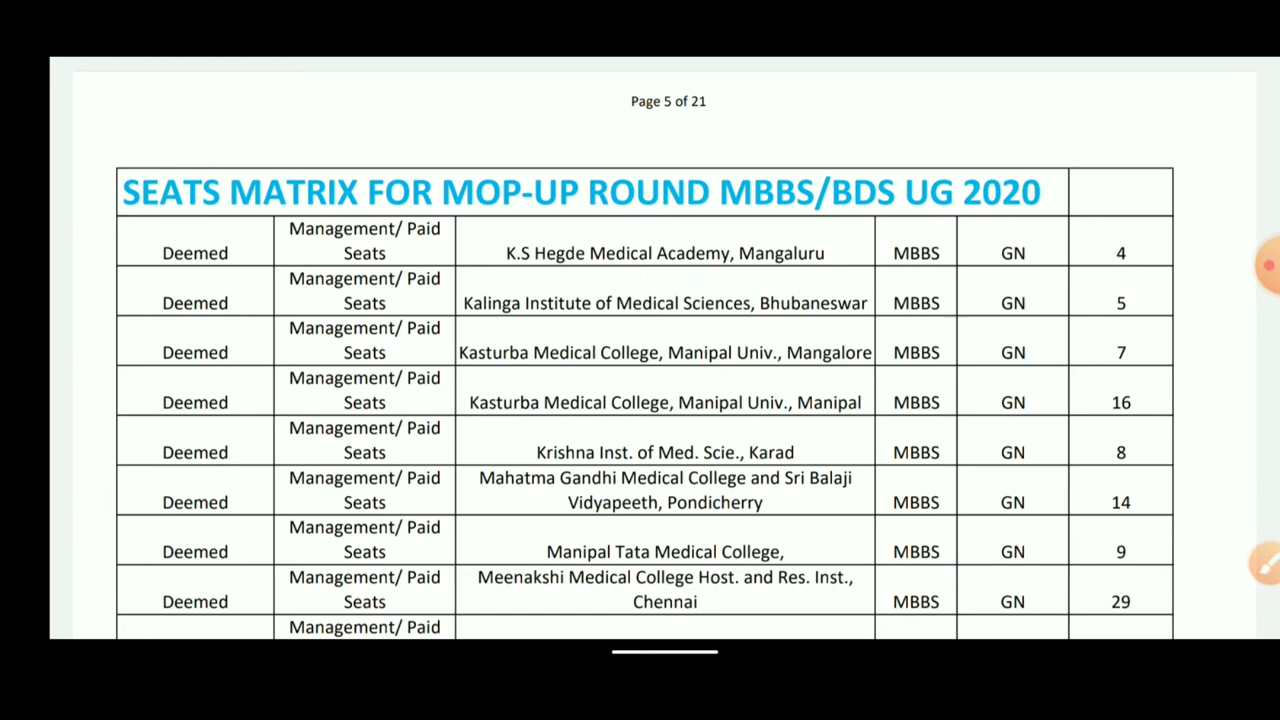 Page 5 of 21
SEATS MATRIX FOR MOP-UP ROUND MBBS/BDS UG 2020
Deemed Management/ Paid Seats K.S Hegde Medical Academy, Mangaluru MBBS GN 4
Deemed Management/ Paid Seats Kalinga Institute of Medical Sciences, Bhubaneswar MBBS GN 5
Deemed Management/ Paid Seats Kasturba Medical College, Manipal Univ., Mangalore MBBS GN 7
Deemed Management/ Paid Seats Kasturba Medical College, Manipal Univ., Manipal MBBS GN 16
Deemed Management/ Paid Seats Krishna Inst. of Med. Scie., Karad MBBS GN 8
Deemed Management/ Paid Seats Mahatma Gandhi Medical College and Sri Balaji Vidyapeeth, Pondicherry MBBS GN 14
Deemed Management/ Paid Seats Manipal Tata Medical College, MBBS GN 9
Deemed Management/ Paid Seats Meenakshi Medical College Host. and Res. Inst., Chennai MBBS GN 29
Management/ Paid